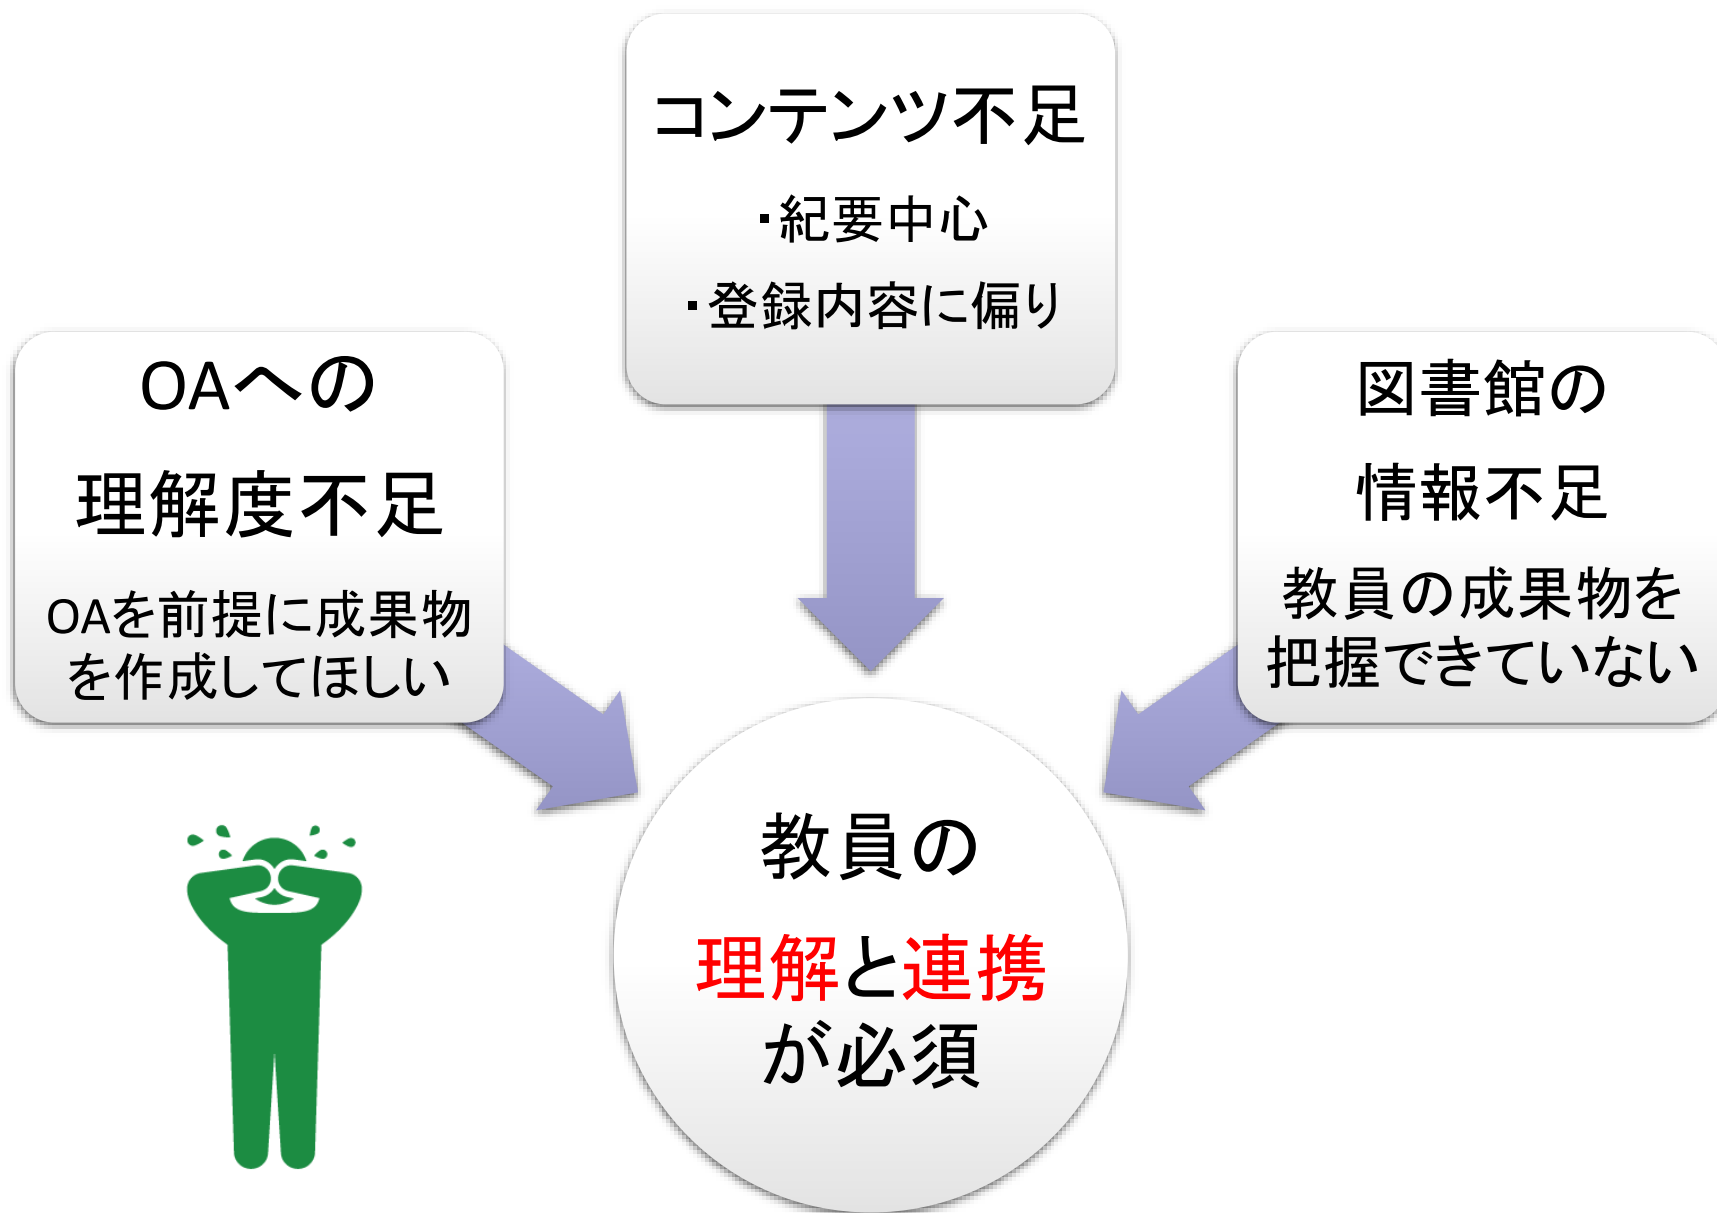 コンテンツ不足
・紀要中心
・登録内容に偏り
OAへの
理解度不足
OAを前提に成果物
を作成してほしい
図書館の
情報不足
教員の成果物を
把握できていない
教員の
理解と連携
が必須